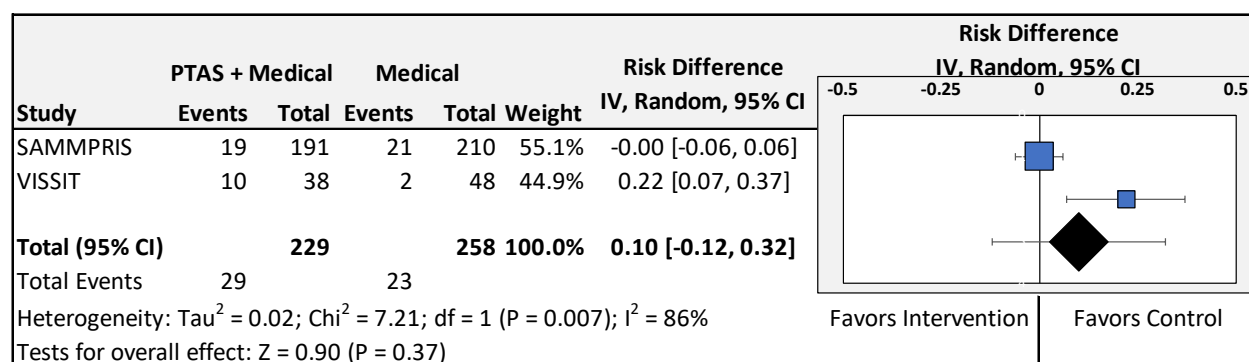 Risk Difference
PTAS + Medical Medical Risk Difference IV, Random, 95% CI
Study Events Total Events Total Weight IV, Random, 95% CI
-0.5 -0.25 0 0.25 0.5
SAMMPRIS 19 191 21 210 55.1% -0.00 [-0.06, 0.06]
VISSIT 10 38 2 48 44.9% 0.22 [0.07, 0.37]
Total (95% CI) 229 258 100.0% 0.10 [-0.12, 0.32]
Total Events 29 23
Heterogeneity: Tau² = 0.02; Chi² = 7.21; df = 1 (P = 0.007); I² = 86% Favors Intervention Favors Control
Tests for overall effect: Z = 0.90 (P = 0.37)